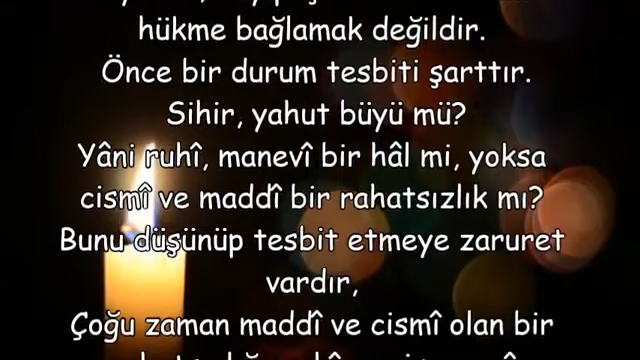 hükme bağlamak değildir.
Önce bir durum tesbiti şarttır.
Sihir, yahut büyü mü?
Yâni ruhî, manevî bir hâl mi, yoksa
cismî ve maddî bir rahatsızlık mı?
Bunu düşünüp tesbit etmeye zaruret
vardır,
Çoğu zaman maddî ve cismî olan bir